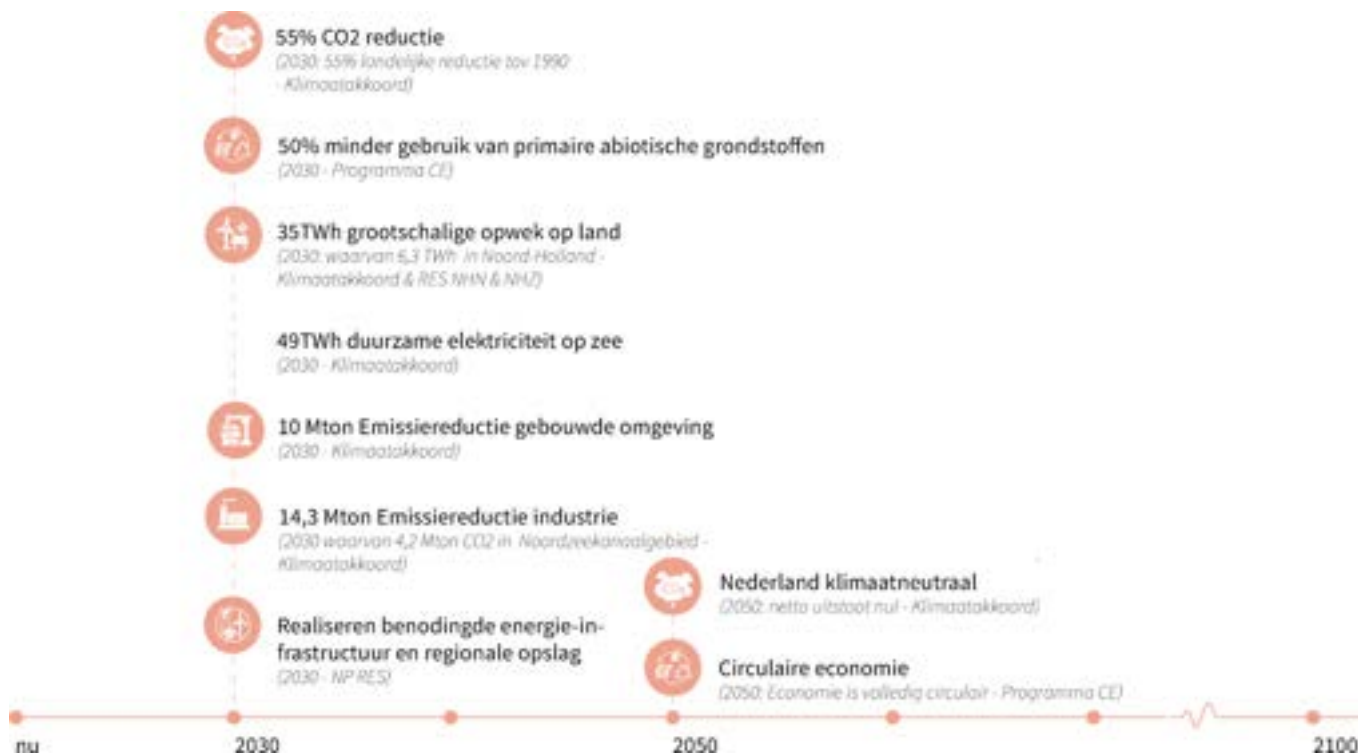 55% CO2 reductie
(2030: 55% landelijke reductie tov 1990
- Klimaatakkoord)
50% minder gebruik van primaire abiotische grondstoffen
(2030 - Programma CE)
35TWh grootschalige opwek op land
(2030: waarvan 6,3 TWh in Noord-Holland -
Klimaatakkoord & RES NHN & NHZ)
49TWh duurzame elektriciteit op zee
(2030 - Klimaatakkoord)
10 Mton Emissiereductie gebouwde omgeving
(2030 - Klimaatakkoord)
14,3 Mton Emissiereductie industrie
(2030 waarvan 4,2 Mton CO2 in Noordzeekanaalgebied -
Klimaatakkoord)
Realiseren benodingde energie-in-
frastructuur en regionale opslag
(2030 - NP RES)
Nederland klimaatneutraal
(2050: netto uitstoot nul - Klimaatakkoord)
Circulaire economie
(2050: Economie is volledig circulair - Programma CE)
nu 2030 2050 2100